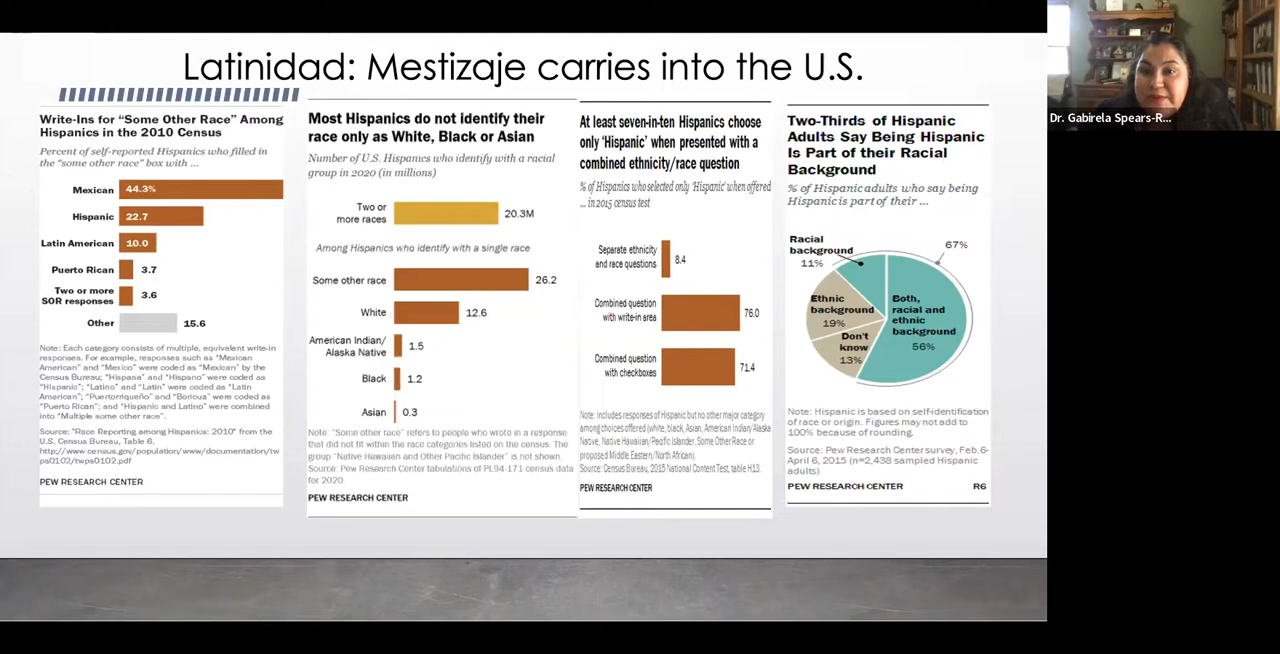 Latinidad: Mestizaje carries into the U.S.
Write-Ins for “Some Other Race” Among
Hispanics in the 2010 Census
Percent of self-reported Hispanics who filled in
the “some other race” box with ...
Mexican 44.3%
Hispanic 22.7
Latin American 10.0
Puerto Rican 3.7
Two or more
SOR responses 3.6
Other 15.6
Note: Each category consists of multiple, equivalent write-in
responses. For example, responses such as “Mexican
American” and “Mexico” were coded as “Mexican” by the
Census Bureau; “Hispana” and “Hispano” were coded as
“Hispanic”; “Latino” and “Latin” were coded as “Latin
American”; “Puertorriqueño” and “Boricua” were coded as
“Puerto Rican”; and “Hispanic and Latino” were combined
into “Multiple some other race”.
Source: “Race Reporting among Hispanics: 2010” from the
U.S. Census Bureau, Table 6.
http://www.census.gov/population/www/documentation/tw
ps0102/twps0102.pdf
PEW RESEARCH CENTER
Most Hispanics do not identify their
race only as White, Black or Asian
Number of U.S. Hispanics who identify with a racial
group in 2020 (in millions)
Two or
more races 20.3M
Among Hispanics who identify with a single race
Some other race 26.2
White 12.6
American Indian/
Alaska Native 1.5
Black 1.2
Asian 0.3
Note: “Some other race” refers to people who wrote in a response
that did not fit within the race categories listed on the census. The
group “Native Hawaiian and Other Pacific Islander” is not shown.
Source: Pew Research Center tabulations of PL94-171 census data
for 2020.
PEW RESEARCH CENTER
At least seven-in-ten Hispanics choose
only ‘Hispanic’ when presented with a
combined ethnicity/race question
% of Hispanics who selected only ‘Hispanic’ when offered
... in 2015 census test
Separate ethnicity
and race questions 8.4
Combined question
with write-in area 76.0
Combined question
with checkboxes 71.4
Note: Includes responses of Hispanic but no other major category
among choices offered (white, black, Asian, American Indian/Alaska
Native, Native Hawaiian/Pacific Islander, Some Other Race or
proposed Middle Eastern/North African).
Source: Census Bureau, 2015 National Content Test, table H13.
PEW RESEARCH CENTER
Two-Thirds of Hispanic
Adults Say Being Hispanic
Is Part of their Racial
Background
% of Hispanic adults who say being
Hispanic is part of their ...
Racial
background
11%
67%
Ethnic
background
19%
Both,
racial and
ethnic
background
56%
Don't
know
13%
Note: Hispanic is based on self-identification
of race or origin. Figures may not add to
100% because of rounding.
Source: Pew Research Center survey, Feb.6-
April 6, 2015 (n=2,438 sampled Hispanic
adults)
PEW RESEARCH CENTER R6
Dr. Gabirela Spears-R...